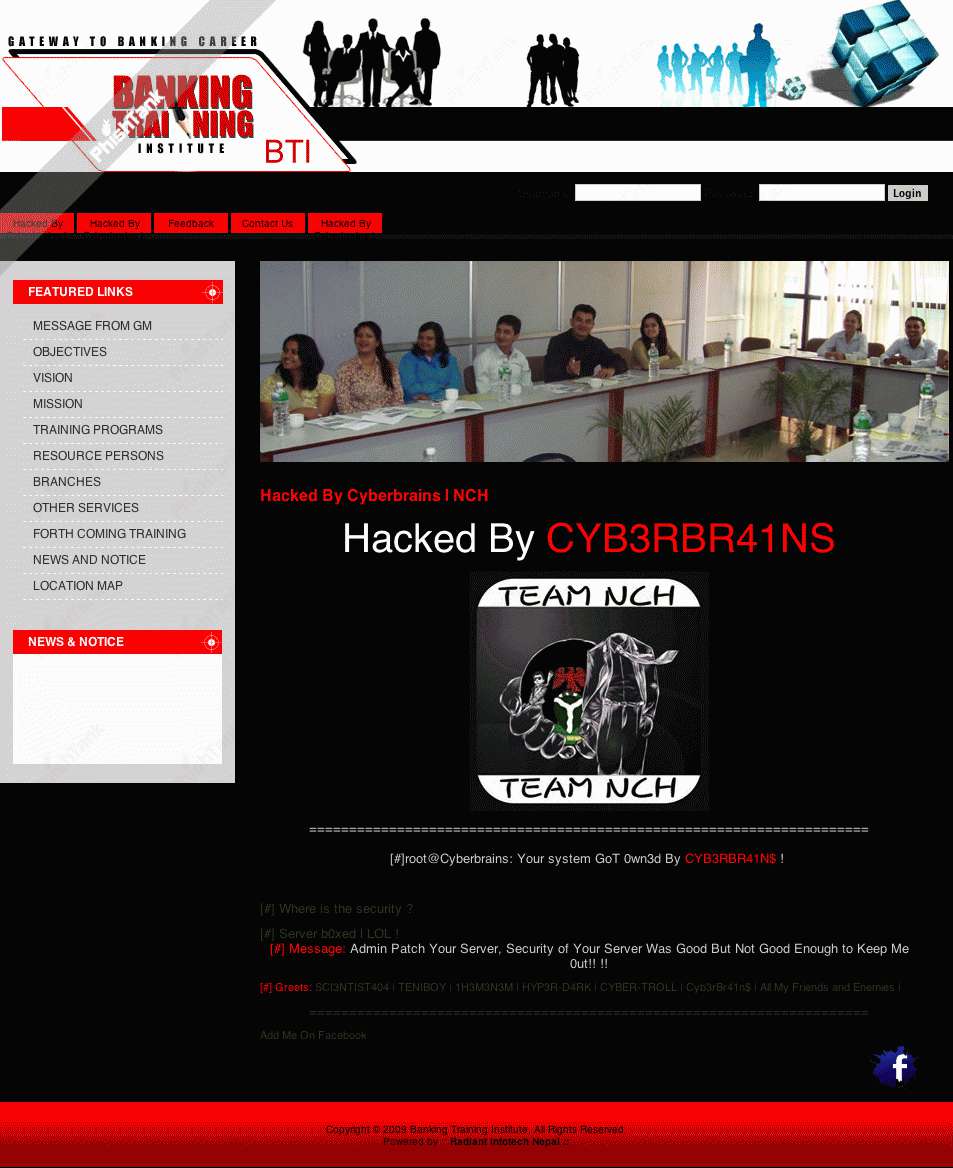 GATEWAY TO BANKING CAREER
BANKING
TRAINING
INSTITUTE
BTI
PhishTank
Login
Hacked By
Hacked By
Feedback
Contact Us
Hacked By
FEATURED LINKS
MESSAGE FROM GM
OBJECTIVES
VISION
MISSION
TRAINING PROGRAMS
RESOURCE PERSONS
BRANCHES
OTHER SERVICES
FORTH COMING TRAINING
NEWS AND NOTICE
LOCATION MAP
NEWS & NOTICE
Hacked By Cyberbrains | NCH
Hacked By CYB3RBR41NS
TEAM NCH
TEAM NCH
======================================================================
[#]root@Cyberbrains: Your system GoT 0wn3d By CYB3RBR41N$ !
[#] Where is the security ?
[#] Server b0xed | LOL !
[#] Message: Admin Patch Your Server, Security of Your Server Was Good But Not Good Enough to Keep Me
0ut!! !!
[#] Greets: SCI3NTIST404 | TENIBOY | 1H3M3N3M | HYP3R-D4RK | CYBER-TROLL | Cyb3rBr41n$ | All My Friends and Enemies |
======================================================================
Add Me On Facebook
f
Copyright © 2009 Banking Training Institute. All Rights Reserved.
Powered by :: Radiant Infotech Nepal ::